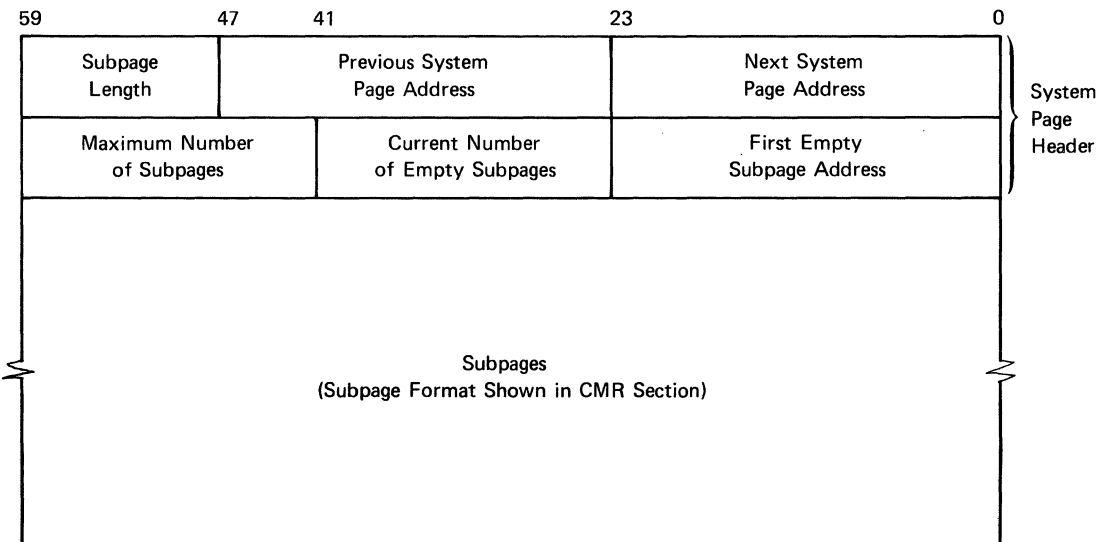 59 47 41 23 0
Subpage Length
Previous System Page Address
Next System Page Address
System Page Header
Maximum Number of Subpages
Current Number of Empty Subpages
First Empty Subpage Address
Subpages
(Subpage Format Shown in CMR Section)